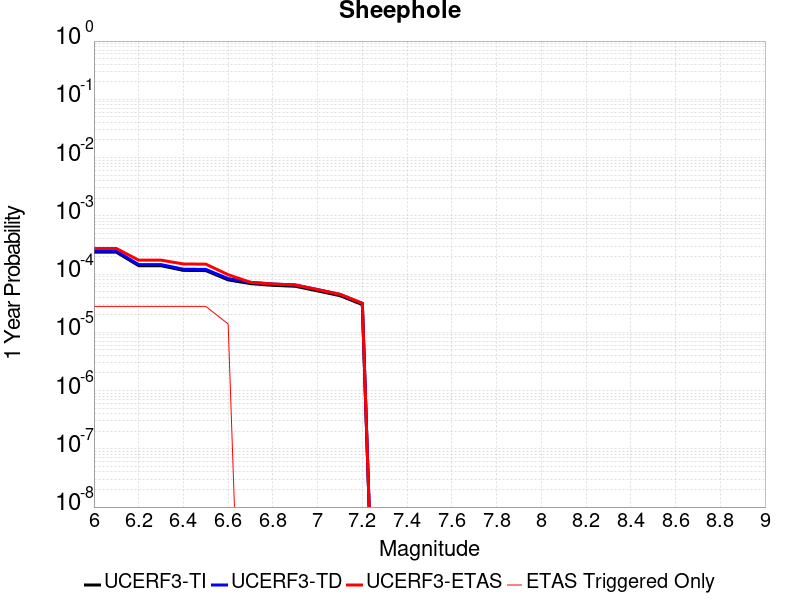 Sheephole
10 0
10 -1
10 -2
10 -3
10 -4
10 -5
10 -6
10 -7
10 -8
1 Year Probability
6 6.2 6.4 6.6 6.8 7 7.2 7.4 7.6 7.8 8 8.2 8.4 8.6 8.8 9
Magnitude
UCERF3-TI UCERF3-TD UCERF3-ETAS ETAS Triggered Only